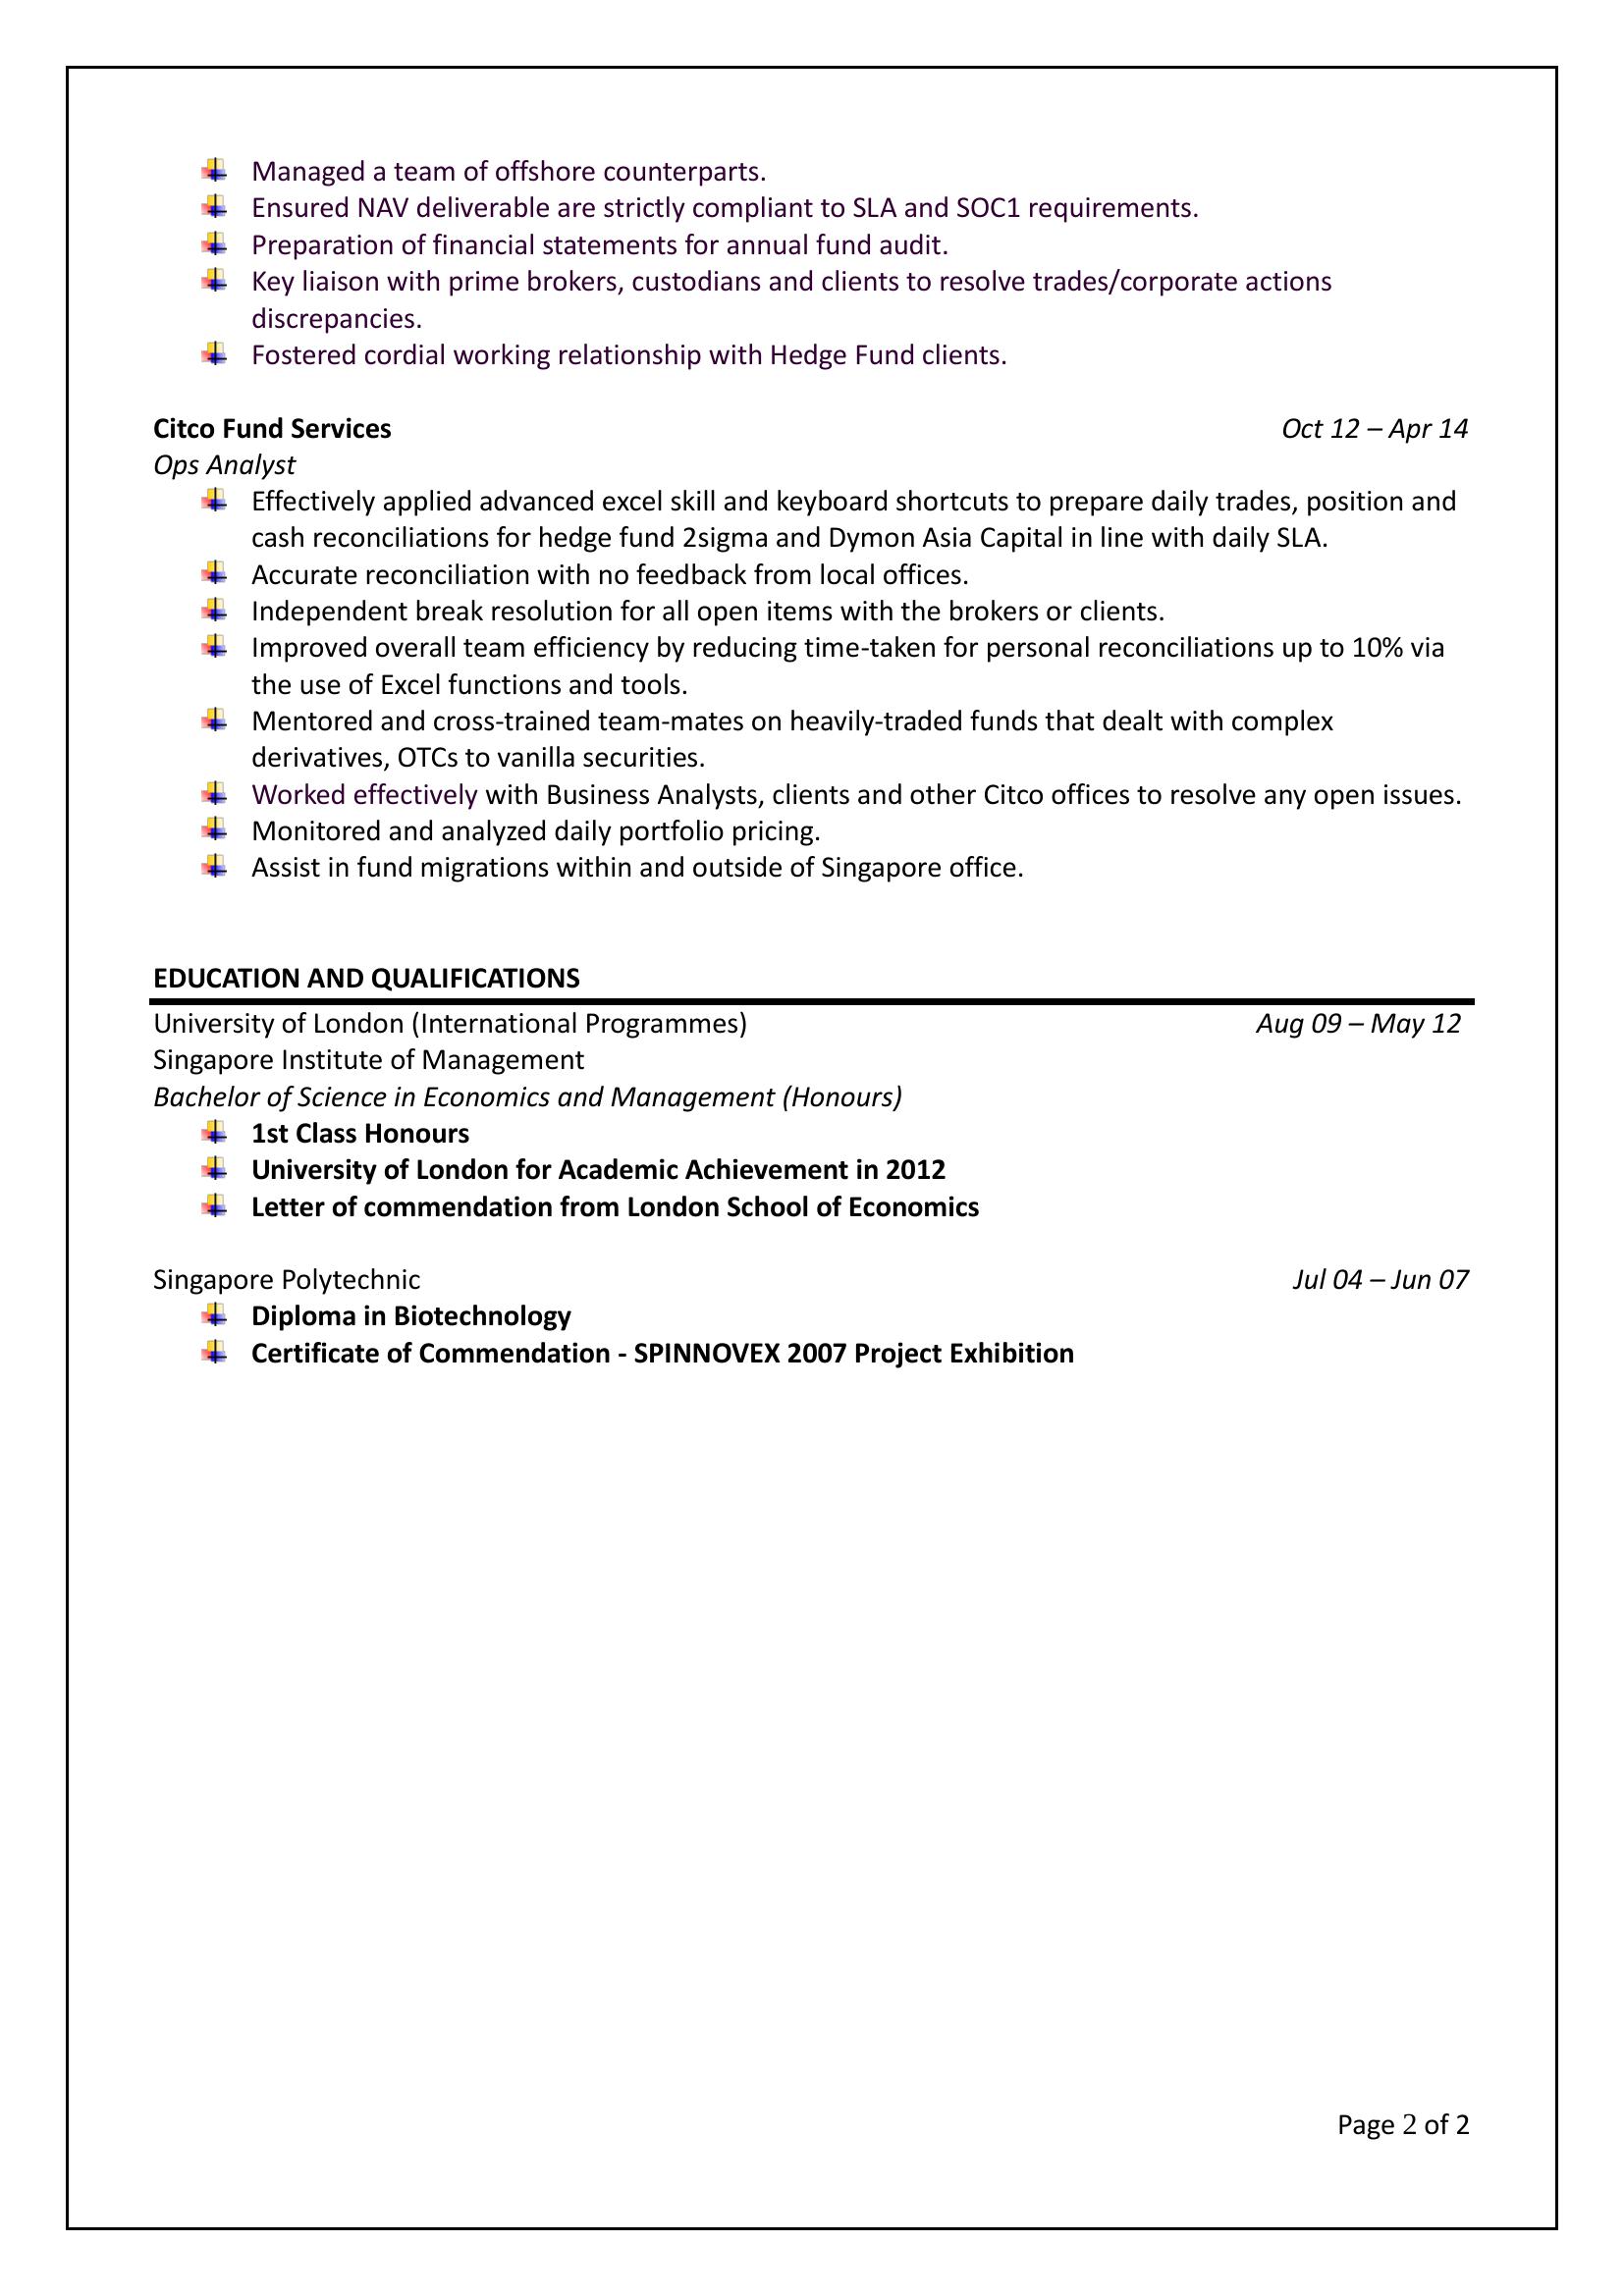 Managed a team of offshore counterparts.
Ensured NAV deliverable are strictly compliant to SLA and SOC1 requirements.
Preparation of financial statements for annual fund audit.
Key liaison with prime brokers, custodians and clients to resolve trades/corporate actions
discrepancies.
Fostered cordial working relationship with Hedge Fund clients.
Citco Fund Services Oct 12 – Apr 14
Ops Analyst
Effectively applied advanced excel skill and keyboard shortcuts to prepare daily trades, position and
cash reconciliations for hedge fund 2sigma and Dymon Asia Capital in line with daily SLA.
Accurate reconciliation with no feedback from local offices.
Independent break resolution for all open items with the brokers or clients.
Improved overall team efficiency by reducing time-taken for personal reconciliations up to 10% via
the use of Excel functions and tools.
Mentored and cross-trained team-mates on heavily-traded funds that dealt with complex
derivatives, OTCs to vanilla securities.
Worked effectively with Business Analysts, clients and other Citco offices to resolve any open issues.
Monitored and analyzed daily portfolio pricing.
Assist in fund migrations within and outside of Singapore office.
EDUCATION AND QUALIFICATIONS
University of London (International Programmes) Aug 09 – May 12
Singapore Institute of Management
Bachelor of Science in Economics and Management (Honours)
1st Class Honours
University of London for Academic Achievement in 2012
Letter of commendation from London School of Economics
Singapore Polytechnic Jul 04 – Jun 07
Diploma in Biotechnology
Certificate of Commendation - SPINNOVEX 2007 Project Exhibition
Page 2 of 2